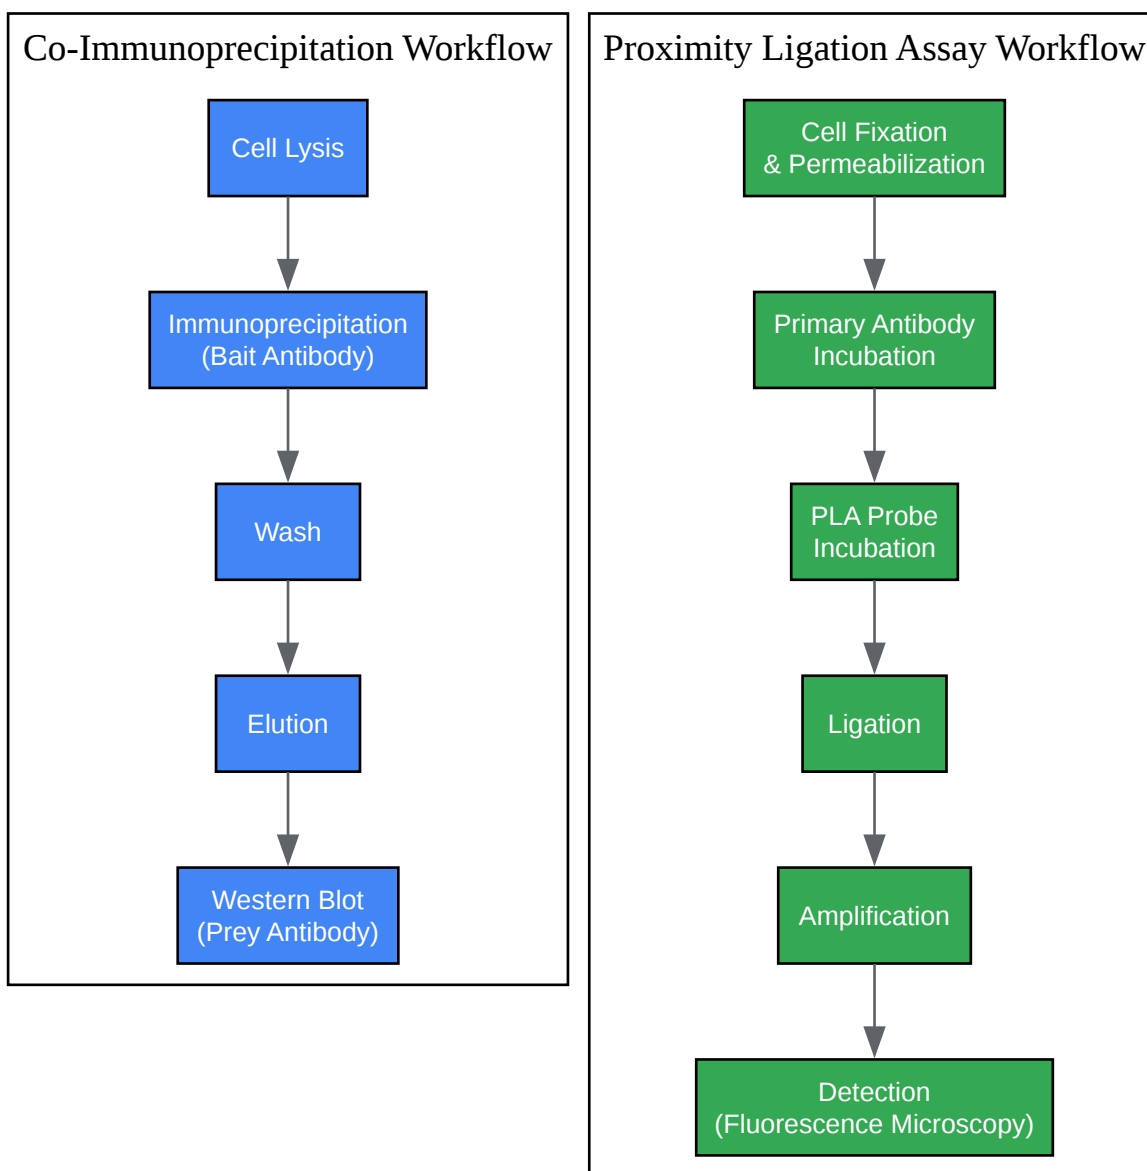 Co-Immunoprecipitation Workflow
Cell Lysis
Immunoprecipitation
(Bait Antibody)
Wash
Elution
Western Blot
(Prey Antibody)
Proximity Ligation Assay Workflow
Cell Fixation
& Permeabilization
Primary Antibody
Incubation
PLA Probe
Incubation
Ligation
Amplification
Detection
(Fluorescence Microscopy)